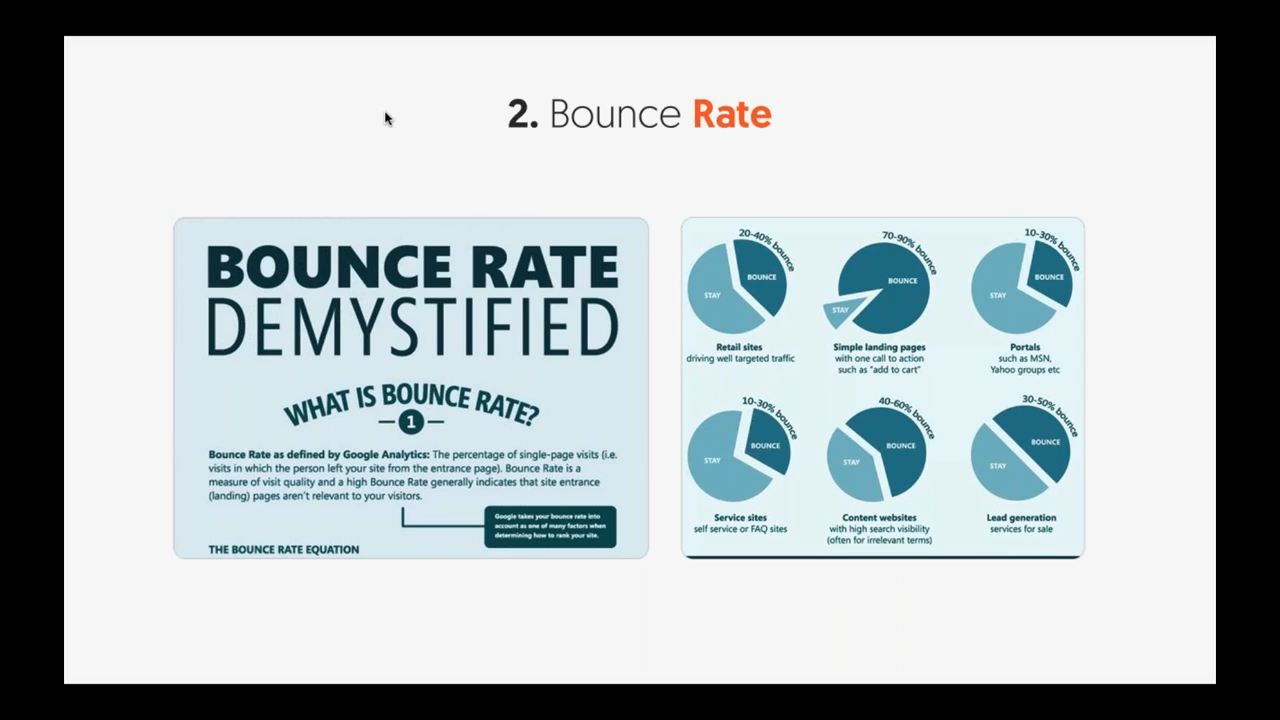 2. Bounce Rate
BOUNCE RATE
DEMYSTIFIED
WHAT IS BOUNCE RATE?
1
Bounce Rate as defined by Google Analytics: The percentage of single-page visits (i.e.
visits in which the person left your site from the entrance page). Bounce Rate is a
measure of visit quality and a high Bounce Rate generally indicates that site entrance
(landing) pages aren't relevant to your visitors.
Google takes your bounce rate into
account as one of many factors when
determining how to rank your site.
THE BOUNCE RATE EQUATION
20-40% bounce
BOUNCE
STAY
Retail sites
driving well targeted traffic
70-90% bounce
BOUNCE
STAY
Simple landing pages
with one call to action
such as "add to cart"
10-30% bounce
BOUNCE
STAY
Portals
such as MSN,
Yahoo groups etc
10-30% bounce
BOUNCE
STAY
Service sites
self service or FAQ sites
40-60% bounce
BOUNCE
STAY
Content websites
with high search visibility
(often for irrelevant terms)
30-50% bounce
BOUNCE
STAY
Lead generation
services for sale